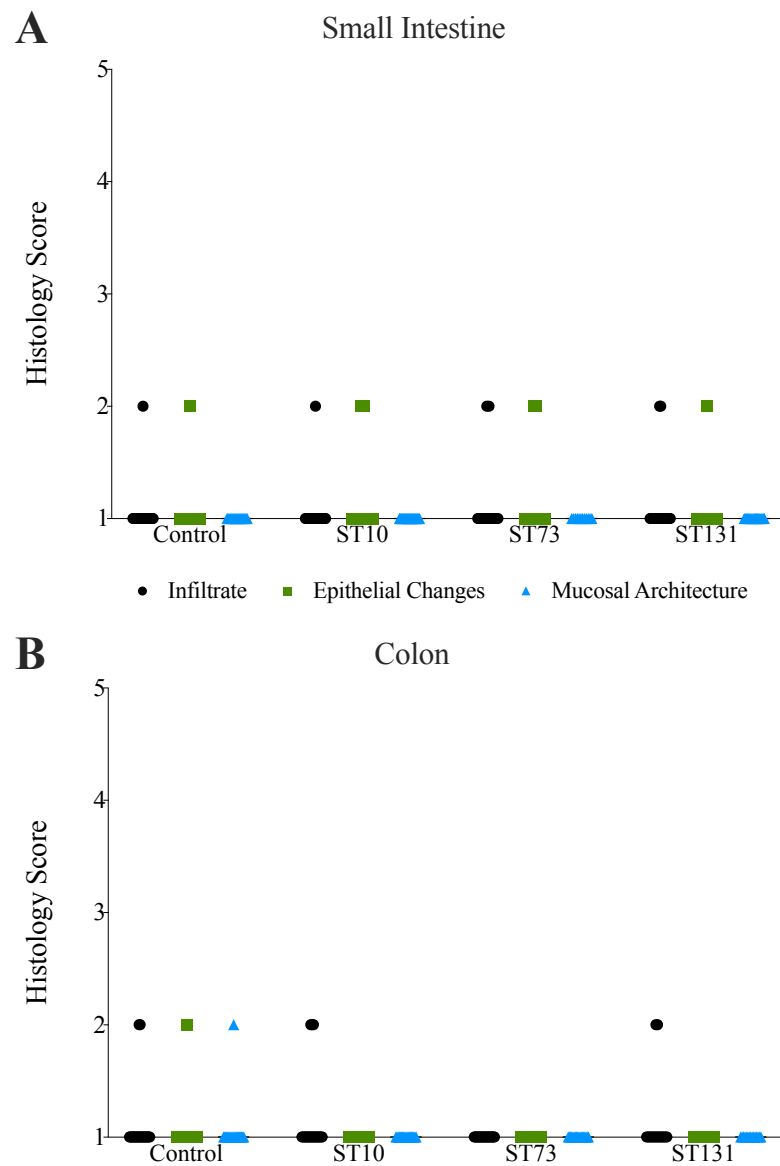 A
Small Intestine
5
4
3
2
1
Histology Score
Control ST10 ST73 ST131
Infiltrate Epithelial Changes Mucosal Architecture
B
Colon
5
4
3
2
1
Histology Score
Control ST10 ST73 ST131